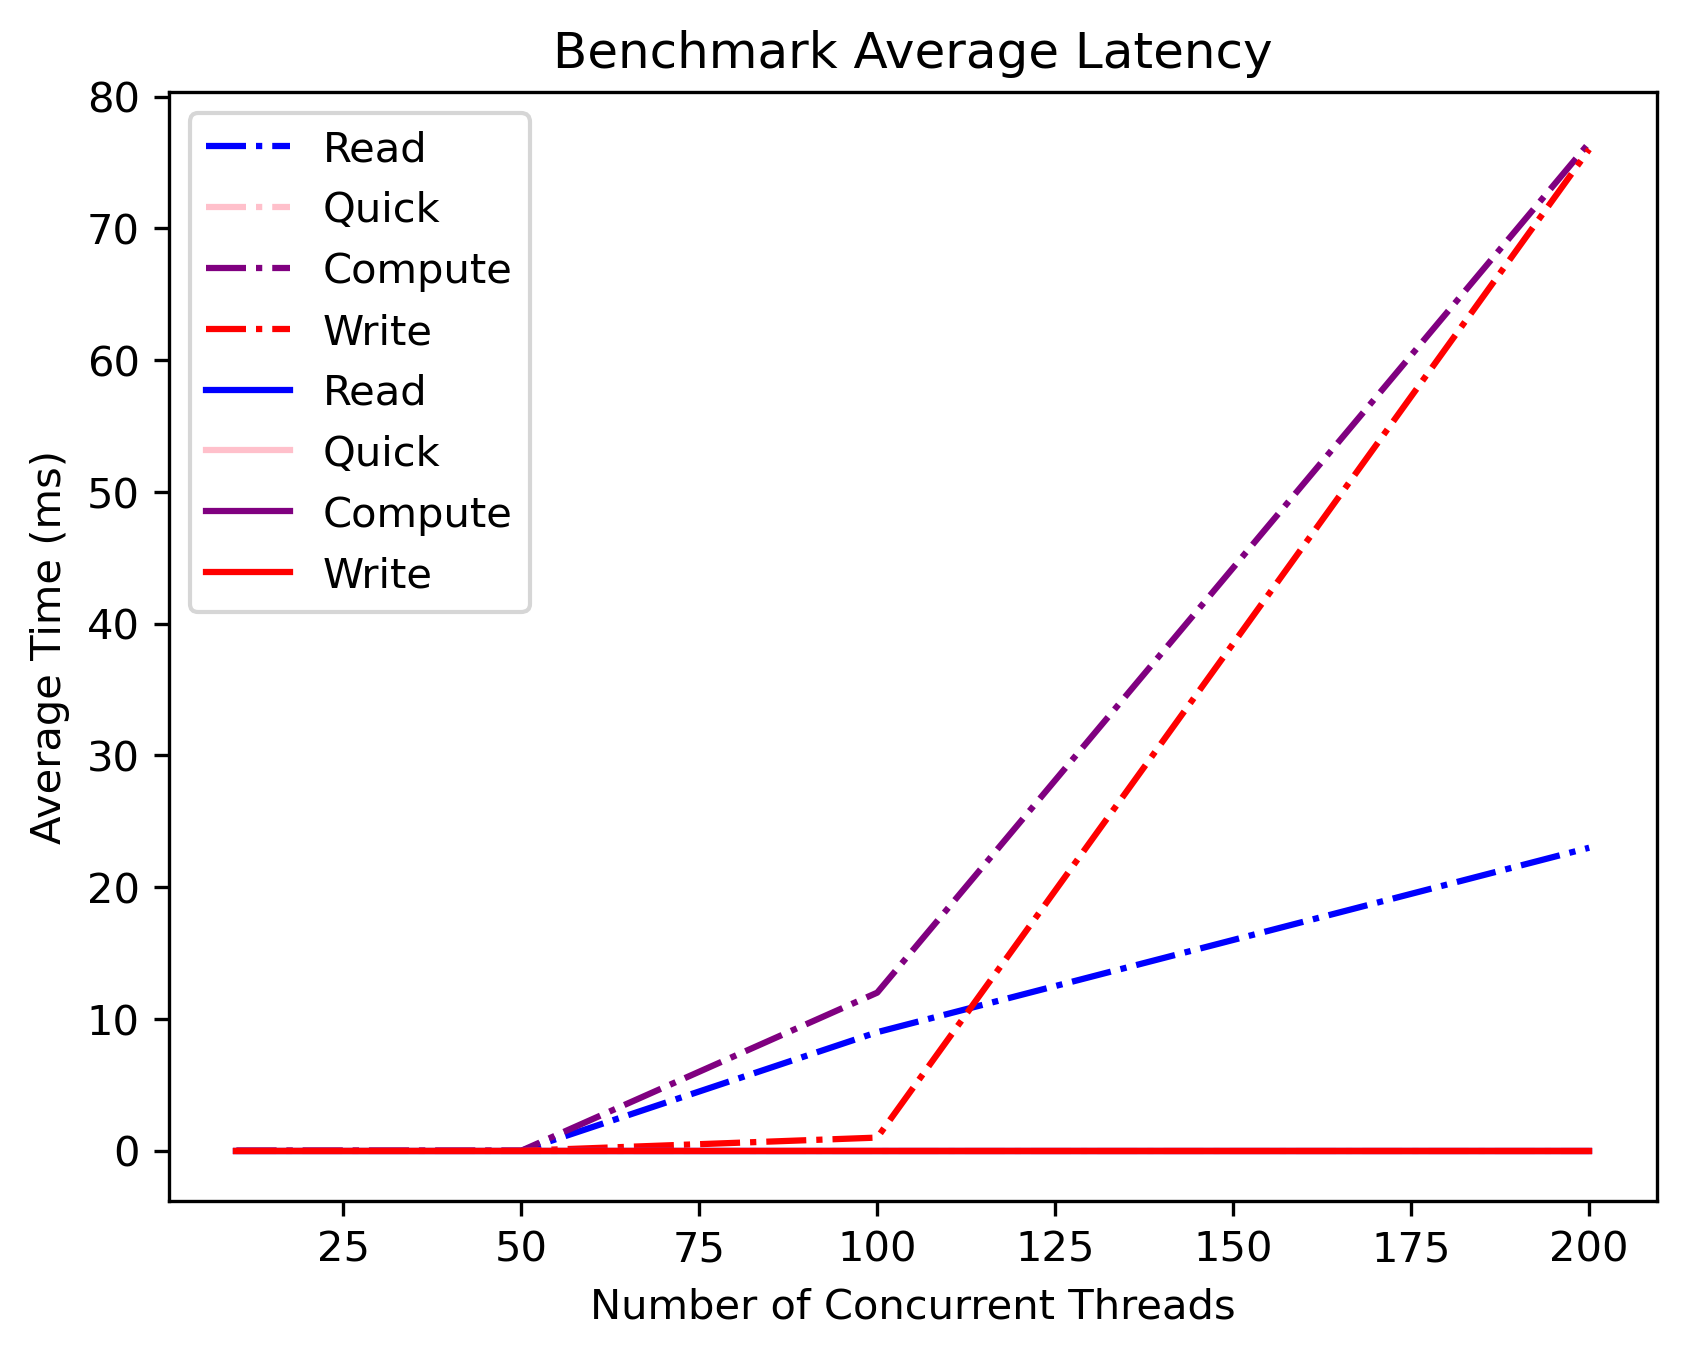 Benchmark Average Latency
80
70
60
50
40
30
20
10
0
Average Time (ms)
Read
Quick
Compute
Write
Read
Quick
Compute
Write
25 50 75 100 125 150 175 200
Number of Concurrent Threads